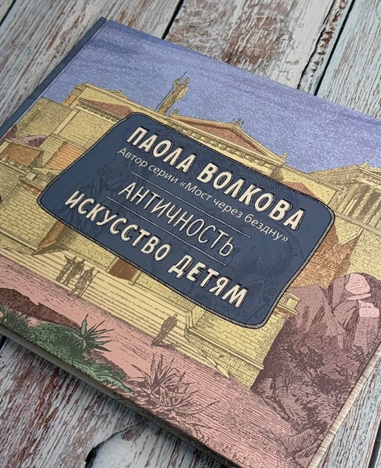 ПАОЛА ВОЛКОВА
Автор серии «Мост через бездну»
АНТИЧНОСТЬ
ИСКУССТВО ДЕТЯМ